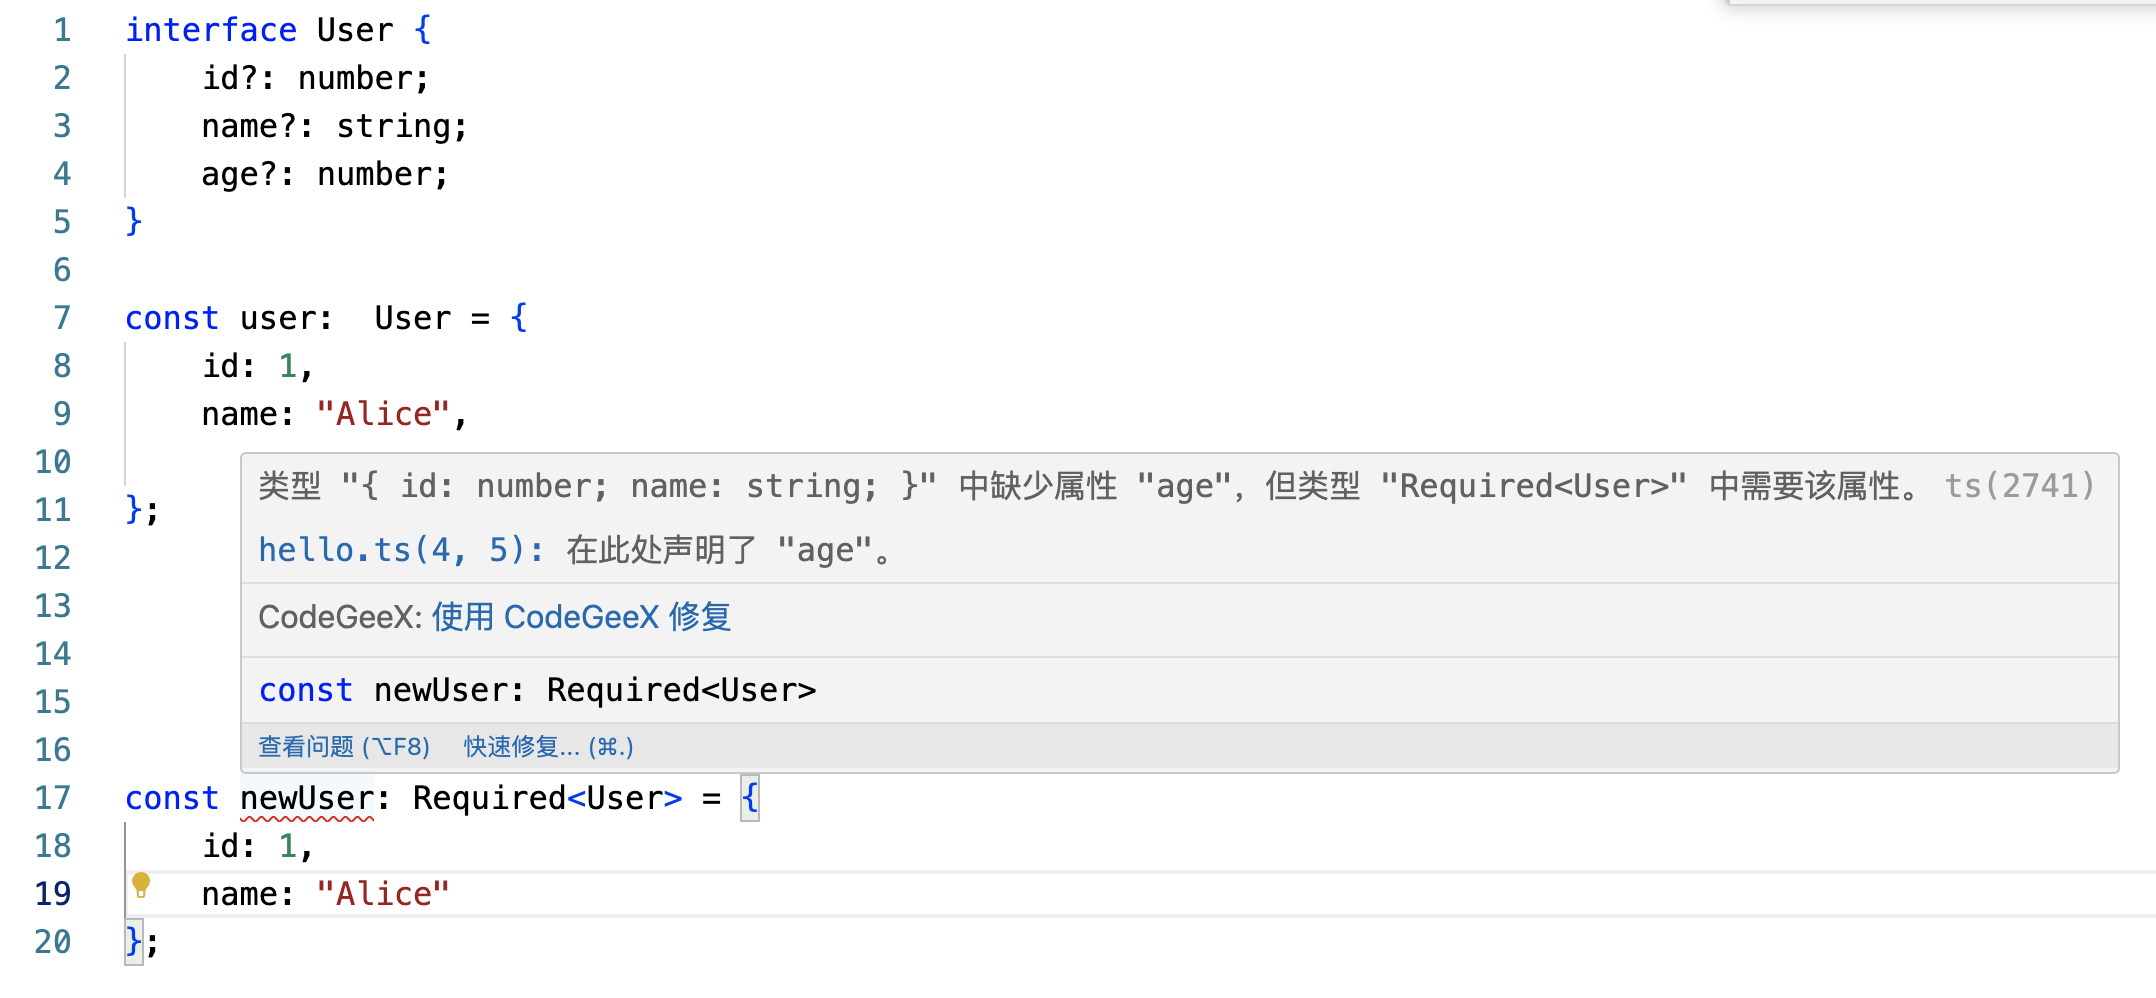 1 interface User {
2 id?: number;
3 name?: string;
4 age?: number;
5 }
6
7 const user:  User = {
8 id: 1,
9 name: "Alice",
10
11 };
12
13
14
15
16
类型 "{ id: number; name: string; }" 中缺少属性 "age"，但类型 "Required<User>" 中需要该属性。 ts(2741)
hello.ts(4, 5): 在此处声明了 "age"。
CodeGeeX: 使用 CodeGeeX 修复
const newUser: Required<User>
查看问题 (⌥F8) 快速修复... (⌘.)
17 const newUser: Required<User> = {
18 id: 1,
19 name: "Alice"
20 };